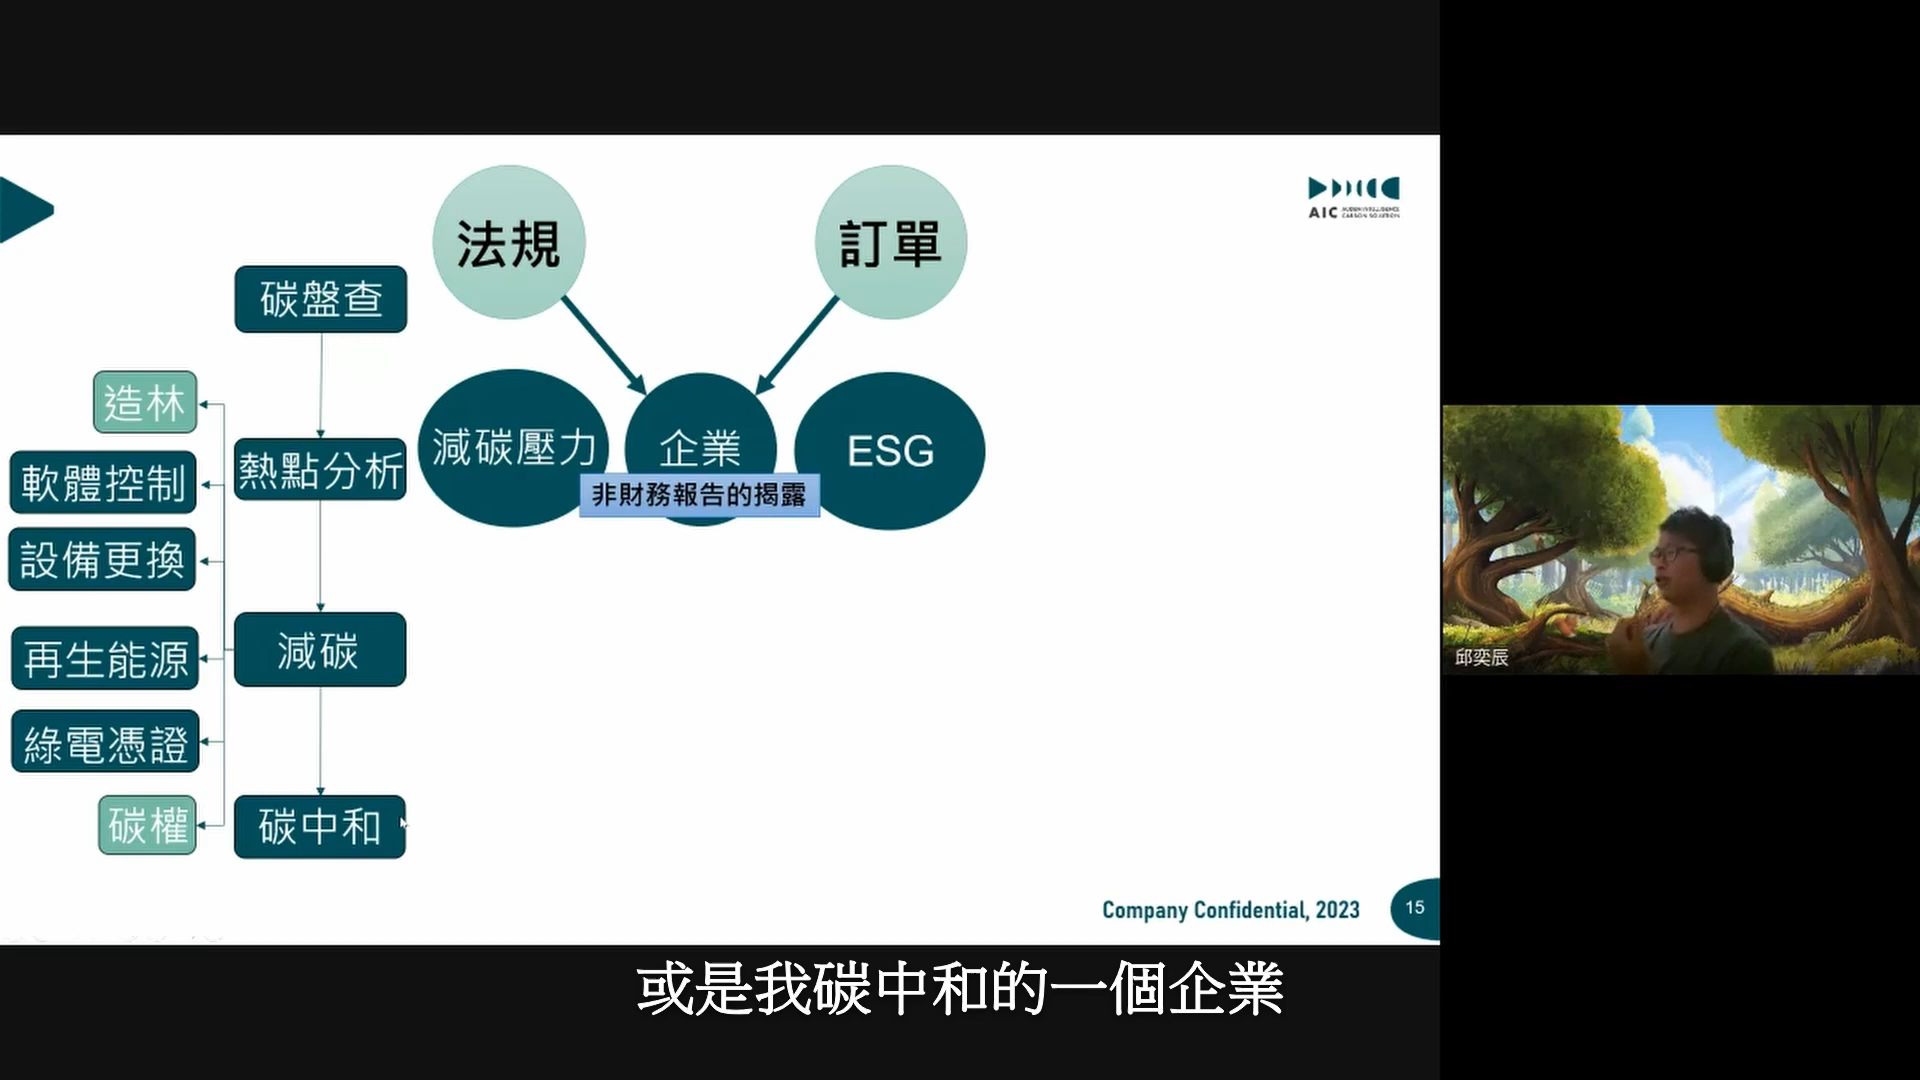 法規
訂單
AIC
碳盤查
造林
熱點分析
軟體控制
設備更換
減碳
再生能源
綠電憑證
碳權
碳中和
減碳壓力
企業
ESG
非財務報告的揭露
邱奕辰
Company Confidential, 2023
15
或是我碳中和的一個企業